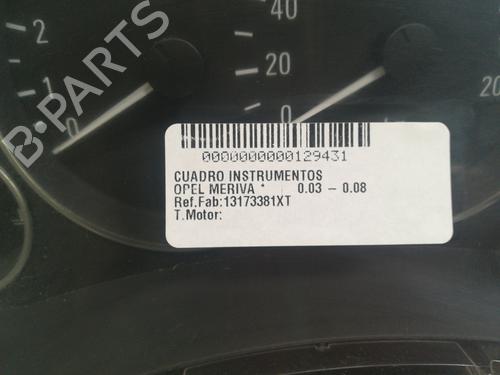 2
1
0
40
20
0
20
B-PARTS
0000000000129431
CUADRO INSTRUMENTOS
OPEL MERIVA * 0.03 - 0.08
Ref.Fab:13173381XT
T.Motor: